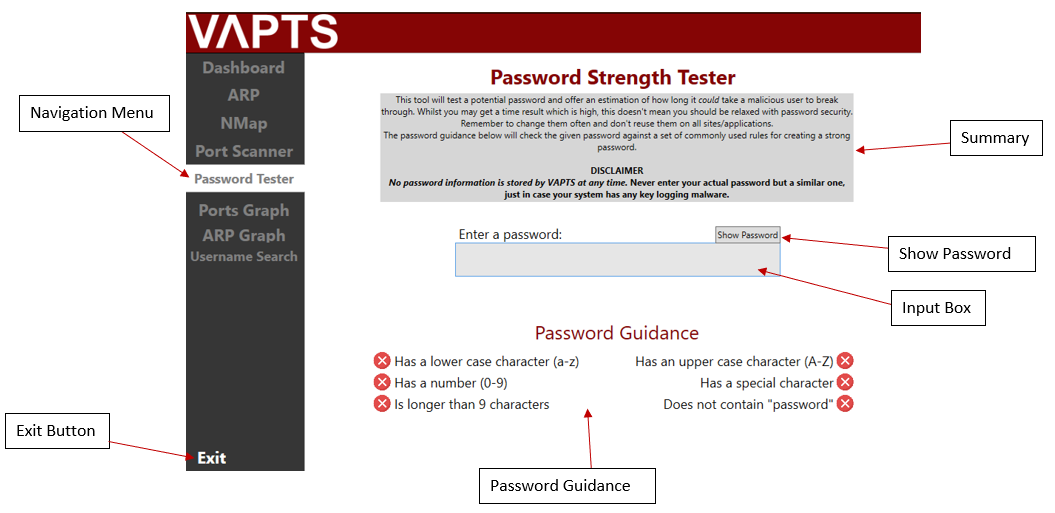 VAPTS
Dashboard
ARP
NMap
Port Scanner
Password Tester
Ports Graph
ARP Graph
Username Search
Exit
Navigation Menu
Exit Button
Password Strength Tester
This tool will test a potential password and offer an estimation of how long it could take a malicious user to break
through. Whilst you may get a time result which is high, this doesn't mean you should be relaxed with password security.
Remember to change them often and don't reuse them on all sites/applications.
The password guidance below will check the given password against a set of commonly used rules for creating a strong
password.
DISCLAIMER
No password information is stored by VAPTS at any time. Never enter your actual password but a similar one,
just in case your system has any key logging malware.
Summary
Enter a password:
Show Password
Show Password
Input Box
Password Guidance
Has a lower case character (a-z)
Has an upper case character (A-Z)
Has a number (0-9)
Has a special character
Is longer than 9 characters
Does not contain "password"
Password Guidance